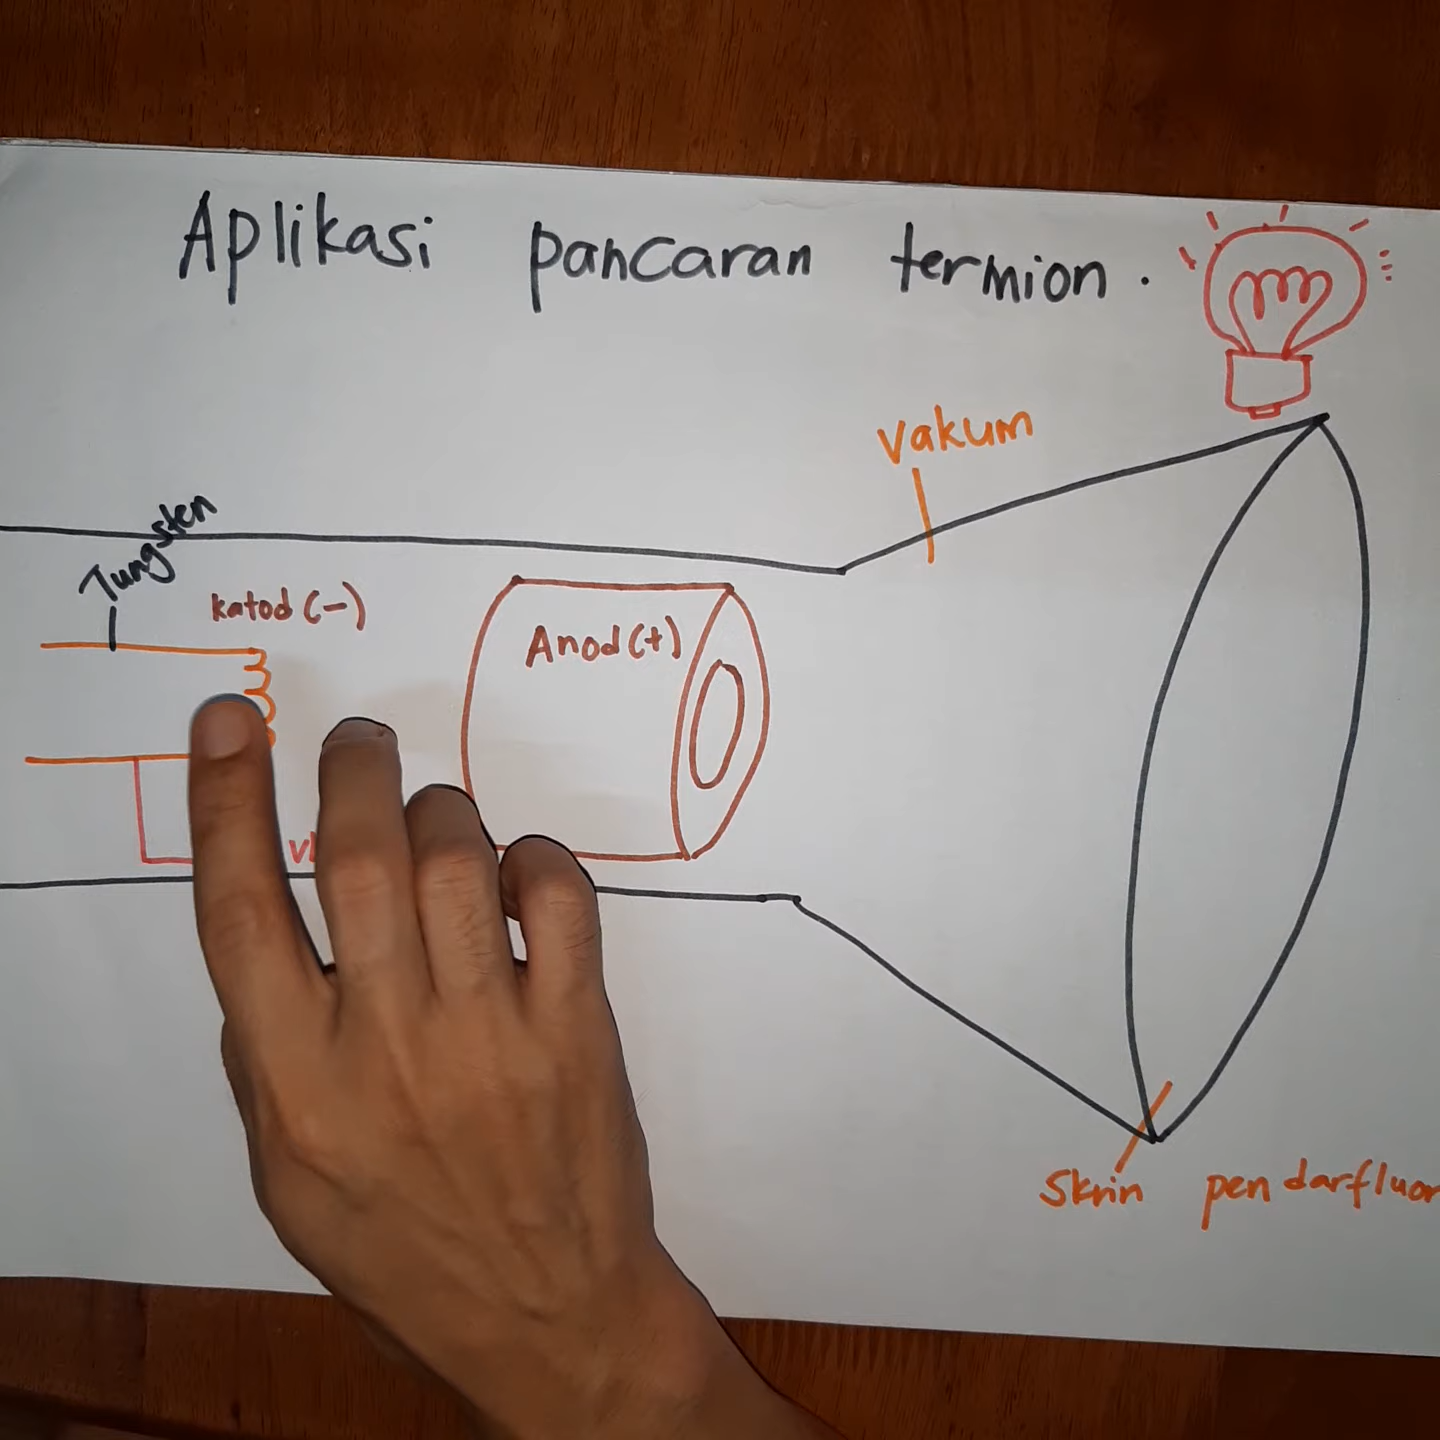 Aplikasi pancaran termion.
Vakum
Tungsten
katod (-)
Anod (+)
Skrin pendarfluor